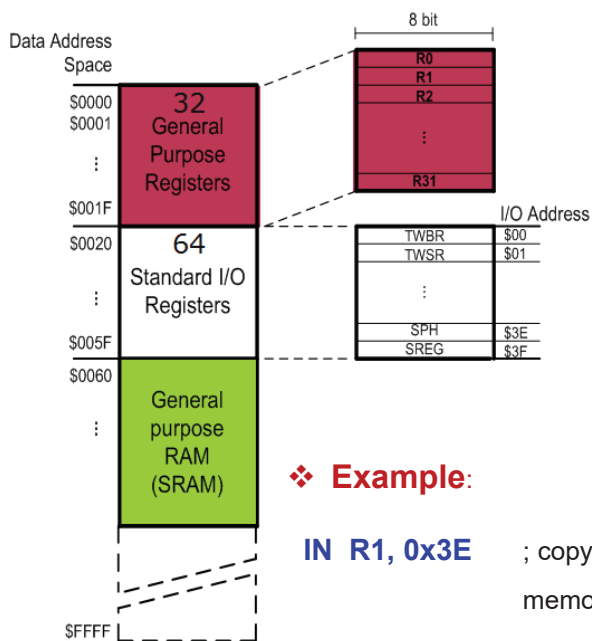 8 bit
Data Address
Space
$0000
$0001
⋮
$001F
$0020
⋮
$005F
$0060
⋮
$FFFF
32
General
Purpose
Registers
64
Standard I/O
Registers
General
purpose
RAM
(SRAM)
R0
R1
R2
⋮
R31
I/O Address
TWBR $00
TWSR $01
⋮
SPH $3E
SREG $3F
❖ Example:
IN R1, 0x3E ; copy
memo